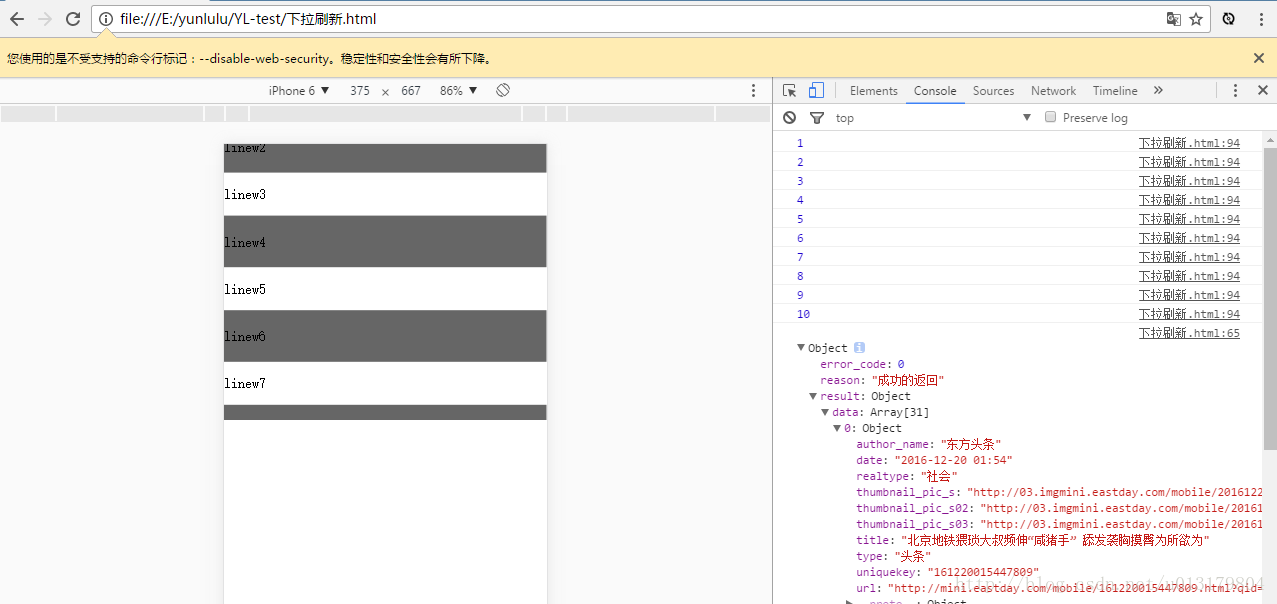 file:///E:/yunlulu/YL-test/下拉刷新.html
您使用的是不受支持的命令行标记：--disable-web-security。稳定性和安全性会有所下降。
iPhone 6 ▼ 375 × 667 86% ▼
Elements Console Sources Network Timeline »
top ▼ Preserve log
linew2
linew3
linew4
linew5
linew6
linew7
1 下拉刷新.html:94
2 下拉刷新.html:94
3 下拉刷新.html:94
4 下拉刷新.html:94
5 下拉刷新.html:94
6 下拉刷新.html:94
7 下拉刷新.html:94
8 下拉刷新.html:94
9 下拉刷新.html:94
10 下拉刷新.html:94
下拉刷新.html:65
▼Object i
error_code: 0
reason: "成功的返回"
▼result: Object
▼data: Array[31]
▼0: Object
author_name: "东方头条"
date: "2016-12-20 01:54"
realtype: "社会"
thumbnail_pic_s: "http://03.imgmini.eastday.com/mobile/2016122
thumbnail_pic_s02: "http://03.imgmini.eastday.com/mobile/20161
thumbnail_pic_s03: "http://03.imgmini.eastday.com/mobile/20161
title: "北京地铁猥琐大叔频伸“咸猪手” 舔发袭胸摸臀为所欲为"
type: "头条"
uniquekey: "161220015447809"
url: "http://mini.eastday.com/mobile/161220015447809.html?qid=